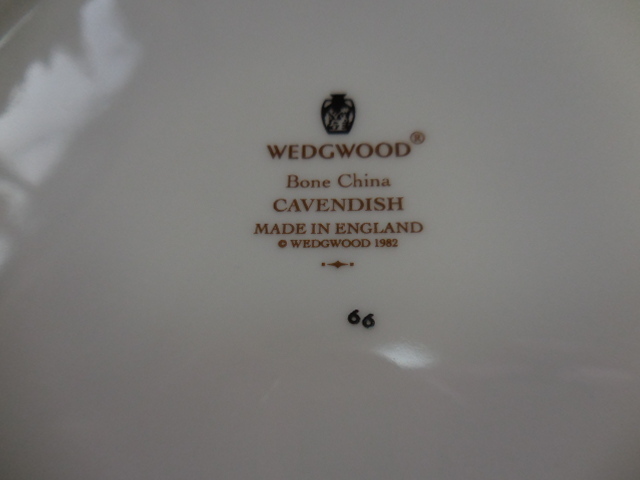 WEDGWOOD®
Bone China
CAVENDISH
MADE IN ENGLAND
© WEDGWOOD 1982
66